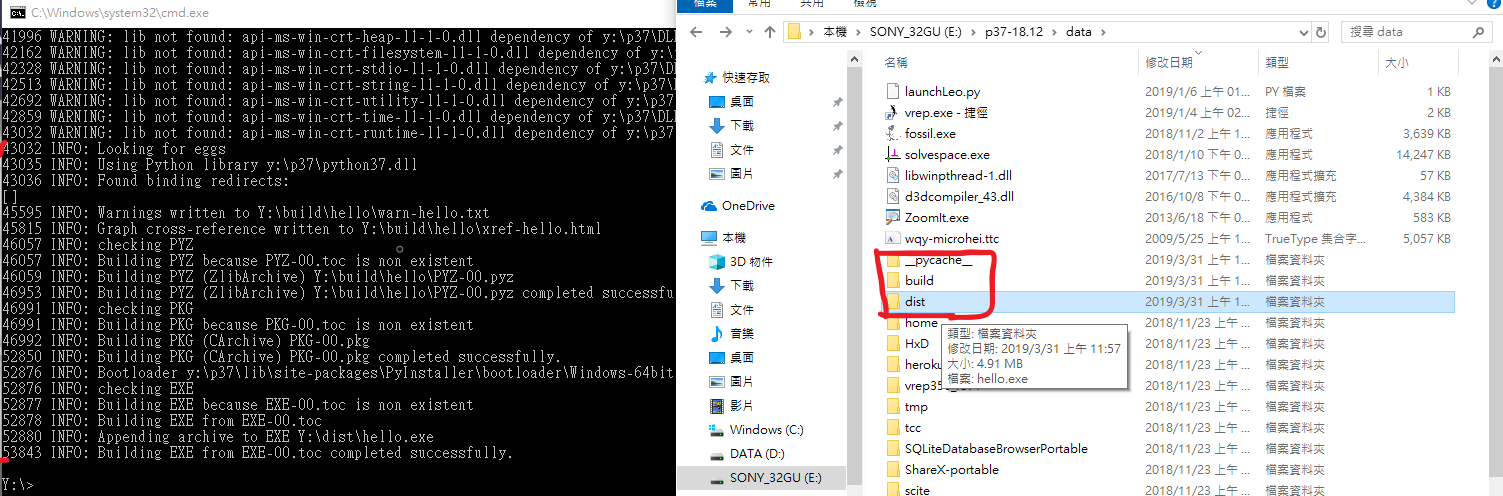 C:\Windows\system32\cmd.exe
41996 WARNING: lib not found: api-ms-win-crt-heap-l1-1-0.dll dependency of y:\p37\DLL
42162 WARNING: lib not found: api-ms-win-crt-filesystem-l1-1-0.dll dependency of y:\p
42328 WARNING: lib not found: api-ms-win-crt-stdio-l1-1-0.dll dependency of y:\p37\DL
42513 WARNING: lib not found: api-ms-win-crt-string-l1-1-0.dll dependency of y:\p37\D
42692 WARNING: lib not found: api-ms-win-crt-utility-l1-1-0.dll dependency of y:\p37\
42859 WARNING: lib not found: api-ms-win-crt-time-l1-1-0.dll dependency of y:\p37\DLL
43032 WARNING: lib not found: api-ms-win-crt-runtime-l1-1-0.dll dependency of y:\p37\
43032 INFO: Looking for eggs
43035 INFO: Using Python library y:\p37\python37.dll
43036 INFO: Found binding redirects:
[]
45595 INFO: Warnings written to Y:\build\hello\warn-hello.txt
45815 INFO: Graph cross-reference written to Y:\build\hello\xref-hello.html
46057 INFO: checking PYZ
46057 INFO: Building PYZ because PYZ-00.toc is non existent
46059 INFO: Building PYZ (ZlibArchive) Y:\build\hello\PYZ-00.pyz
46953 INFO: Building PYZ (ZlibArchive) Y:\build\hello\PYZ-00.pyz completed successfu
46991 INFO: checking PKG
46991 INFO: Building PKG because PKG-00.toc is non existent
46992 INFO: Building PKG (CArchive) PKG-00.pkg
52850 INFO: Building PKG (CArchive) PKG-00.pkg completed successfully.
52876 INFO: Bootloader y:\p37\lib\site-packages\PyInstaller\bootloader\Windows-64bit
52876 INFO: checking EXE
52877 INFO: Building EXE because EXE-00.toc is non existent
52878 INFO: Building EXE from EXE-00.toc
52880 INFO: Appending archive to EXE Y:\dist\hello.exe
53843 INFO: Building EXE from EXE-00.toc completed successfully.
Y:\>
檔案 常用 共用 檢視
本機 SONY_32GU (E:) p37-18.12 data
搜尋 data
快速存取
桌面
下載
文件
圖片
OneDrive
本機
3D 物件
下載
文件
音樂
桌面
圖片
影片
Windows (C:)
DATA (D:)
SONY_32GU (E:)
名稱 修改日期 類型 大小
launchLeo.py 2019/1/6 上午 01... PY 檔案 1 KB
vrep.exe - 捷徑 2019/1/4 上午 02... 捷徑 2 KB
fossil.exe 2018/11/2 上午 1... 應用程式 3,639 KB
solvespace.exe 2018/1/10 下午 0... 應用程式 14,247 KB
libwinpthread-1.dll 2017/7/13 下午 0... 應用程式擴充 57 KB
d3dcompiler_43.dll 2016/10/8 下午 0... 應用程式擴充 4,384 KB
ZoomIt.exe 2013/6/18 下午 0... 應用程式 583 KB
wqy-microhei.ttc 2009/5/25 上午 1... TrueType 集合字... 5,057 KB
__pycache__ 2019/3/31 上午 1... 檔案資料夾
build 2019/3/31 上午 1... 檔案資料夾
dist 2019/3/31 上午 1... 檔案資料夾
home 2018/11/23 上午 ... 檔案資料夾
HxD 2018/11/23 上午 ... 檔案資料夾
heroku 2018/11/23 上午 ... 檔案資料夾
2018/11/23 上午 ... 檔案資料夾
tmp 2018/11/23 上午 ... 檔案資料夾
tcc 2018/11/23 上午 ... 檔案資料夾
SQLiteDatabaseBrowserPortable 2018/11/23 上午 ... 檔案資料夾
ShareX-portable 2018/11/23 上午 ... 檔案資料夾
scite 2018/11/23 上午 ... 檔案資料夾
類型: 檔案資料夾
修改日期: 2019/3/31 上午 11:57
大小: 4.91 MB
檔案: hello.exe